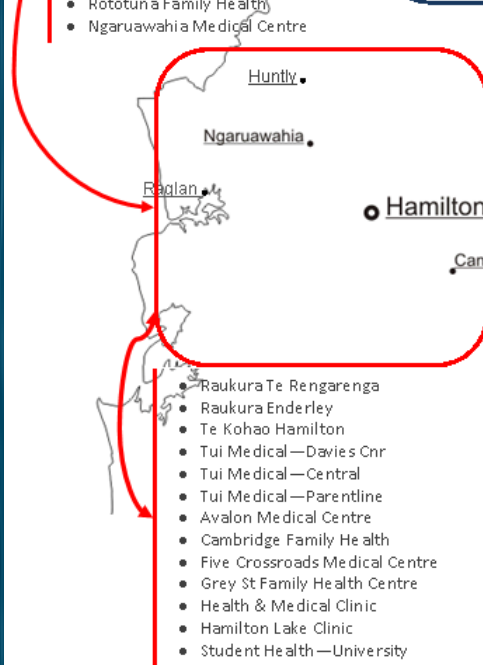 Rototuna Family Health
Ngaruawahia Medical Centre
Huntly
Ngaruawahia
Raglan
Hamilton
Raukura Te Rengarenga
Raukura Enderley
Te Kohao Hamilton
Tui Medical—Davies Cnr
Tui Medical—Central
Tui Medical—Parentline
Avalon Medical Centre
Cambridge Family Health
Five Crossroads Medical Centre
Grey St Family Health Centre
Health & Medical Clinic
Hamilton Lake Clinic
Student Health—University